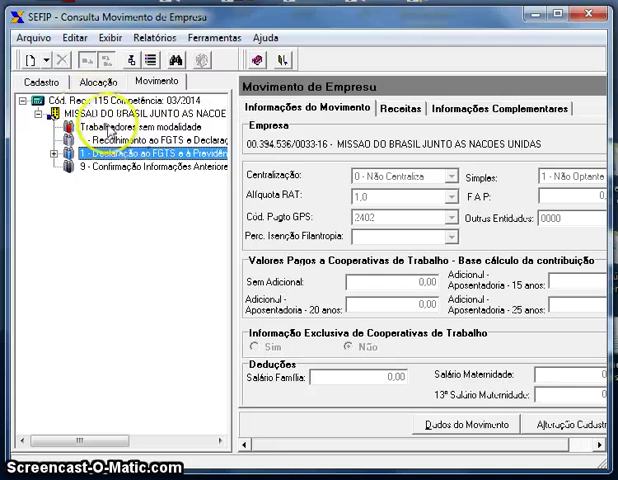 SEFIP - Consulta Movimento de Empresa
Arquivo Editar Exibir Relatórios Ferramentas Ajuda
Cadastro Alocação Movimento
Cód. Rec.: 115 Competência: 03/2014
MISSAO DO BRASIL JUNTO AS NACOE
Trabalhadores sem modalidade
- Recolhimento ao FGTS e Declaraç
1 - Declaração ao FGTS e à Previdên
9 - Confirmação Informações Anteriore
Movimento de Empresa
Informações do Movimento Receitas Informações Complementares
Empresa
00.394.536/0033-16 - MISSAO DO BRASIL JUNTO AS NACOES UNIDAS
Centralização: 0 - Não Centraliza Simples: 1 - Não Optante
Alíquota RAT: 1,0 F A P: 0,
Cód. Pagto GPS: 2402 Outras Entidades: 0000
Perc. Isenção Filantropia:
Valores Pagos a Cooperativas de Trabalho - Base cálculo da contribuição
Sem Adicional: 0,00 Adicional - Aposentadoria - 15 anos:
Adicional - Aposentadoria - 20 anos: 0,00 Adicional - Aposentadoria - 25 anos:
Informação Exclusiva de Cooperativas de Trabalho
Sim Não
Deduções
Salário Família: 0,00 Salário Maternidade: 0
13º Salário Maternidade: 0
Dados do Movimento Alteração Cadastr
Screencast-O-Matic.com